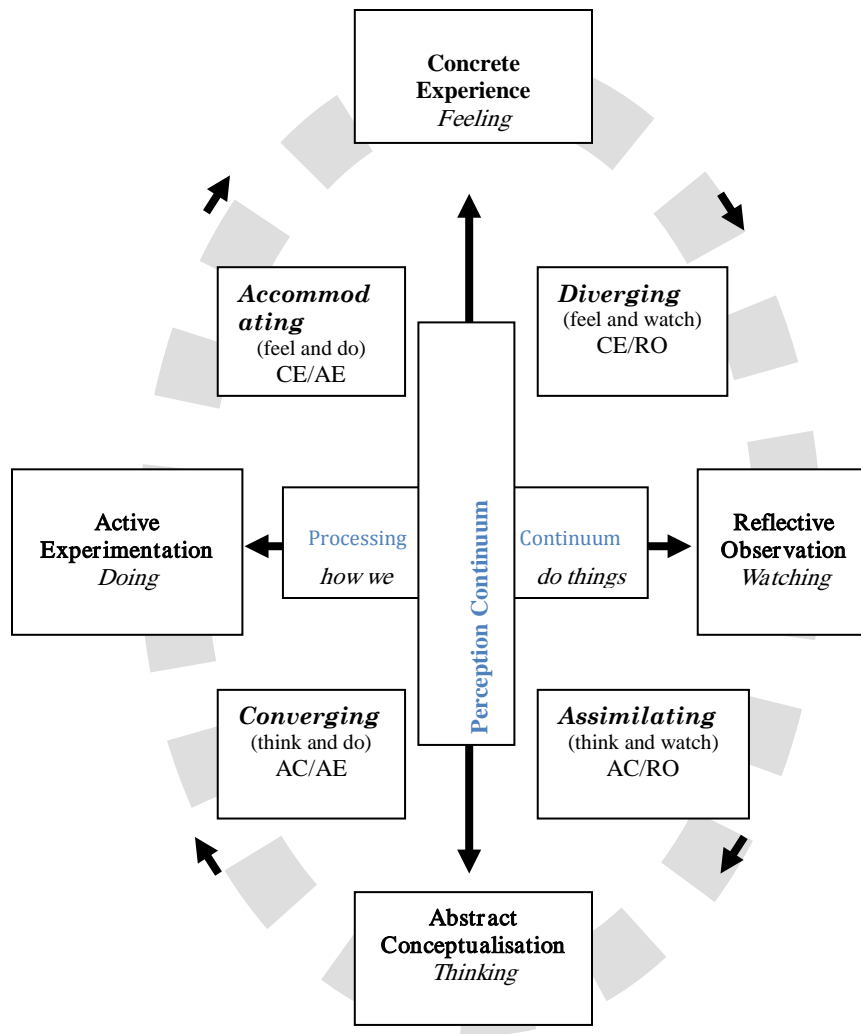 Concrete
Experience
Feeling
Accommod
ating
(feel and do)
CE/AE
Diverging
(feel and watch)
CE/RO
Active
Experimentation
Doing
Processing
how we
Perception Continuum
Continuum
do things
Reflective
Observation
Watching
Converging
(think and do)
AC/AE
Assimilating
(think and watch)
AC/RO
Abstract
Conceptualisation
Thinking